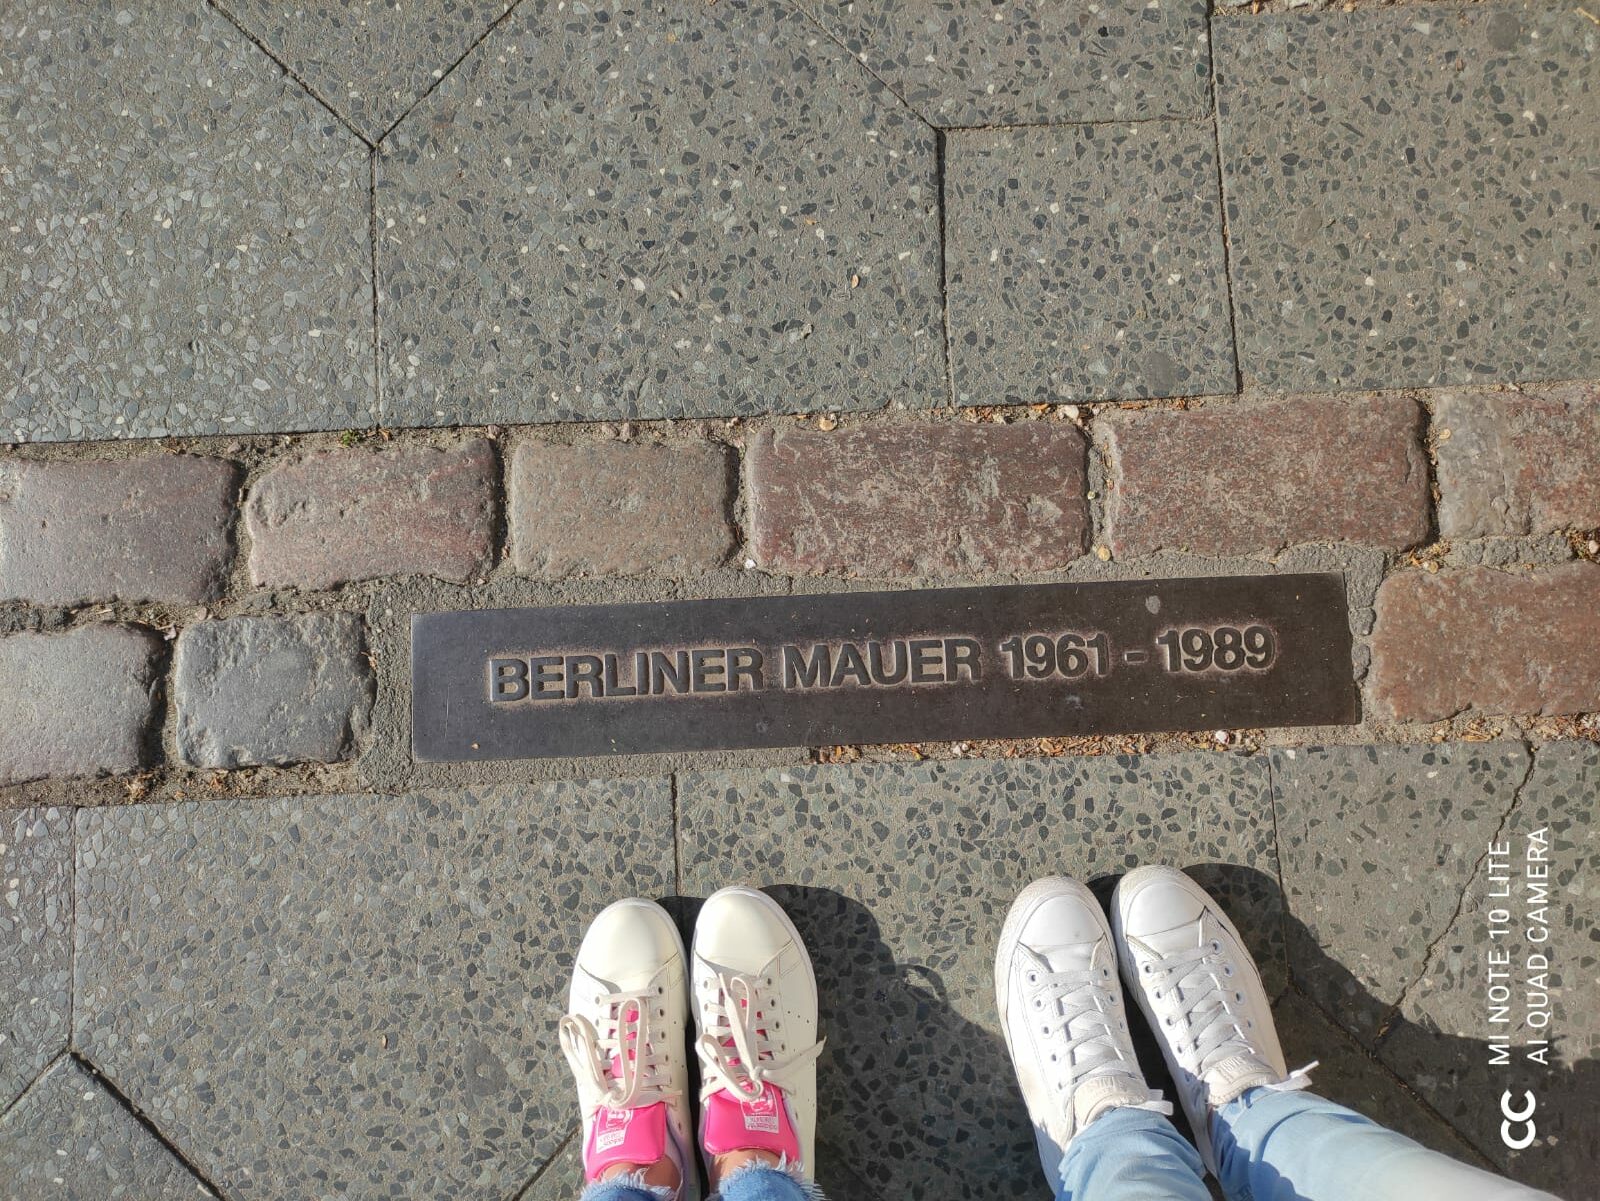 BERLINER MAUER 1961 - 1989
MI NOTE 10 LITE
AI QUAD CAMERA